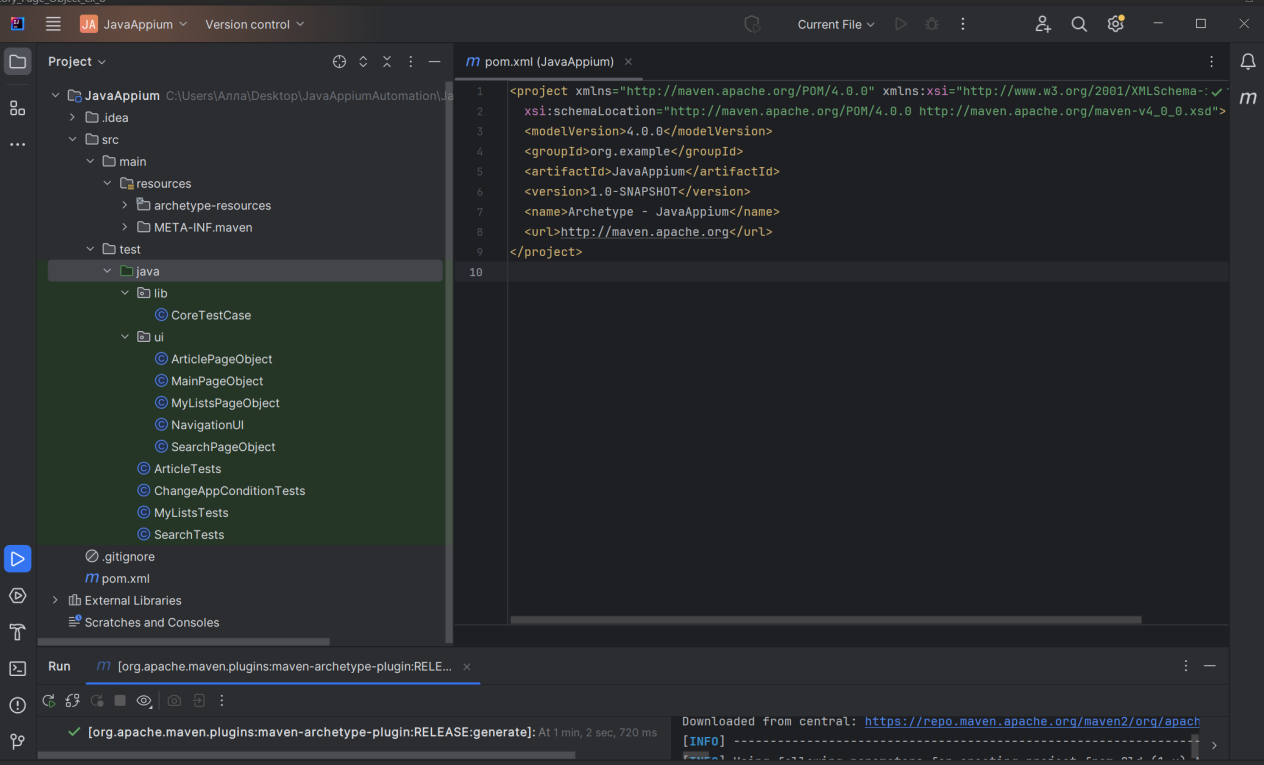 JA JavaAppium Version control Current File
Project
pom.xml (JavaAppium)
JavaAppium C:\Users\Алла\Desktop\JavaAppiumAutomation\Ja
.idea
src
main
resources
archetype-resources
META-INF.maven
test
java
lib
CoreTestCase
ui
ArticlePageObject
MainPageObject
MyListsPageObject
NavigationUI
SearchPageObject
ArticleTests
ChangeAppConditionTests
MyListsTests
SearchTests
.gitignore
m pom.xml
External Libraries
Scratches and Consoles
1 <project xmlns="http://maven.apache.org/POM/4.0.0" xmlns:xsi="http://www.w3.org/2001/XMLSchema-
2 xsi:schemaLocation="http://maven.apache.org/POM/4.0.0 http://maven.apache.org/maven-v4_0_0.xsd">
3 <modelVersion>4.0.0</modelVersion>
4 <groupId>org.example</groupId>
5 <artifactId>JavaAppium</artifactId>
6 <version>1.0-SNAPSHOT</version>
7 <name>Archetype - JavaAppium</name>
8 <url>http://maven.apache.org</url>
9 </project>
10
Run m [org.apache.maven.plugins:maven-archetype-plugin:RELE...
[org.apache.maven.plugins:maven-archetype-plugin:RELEASE:generate]: At 1 min, 2 sec, 720 ms
Downloaded from central: https://repo.maven.apache.org/maven2/org/apach
[INFO] ----------------------------------------------------------------